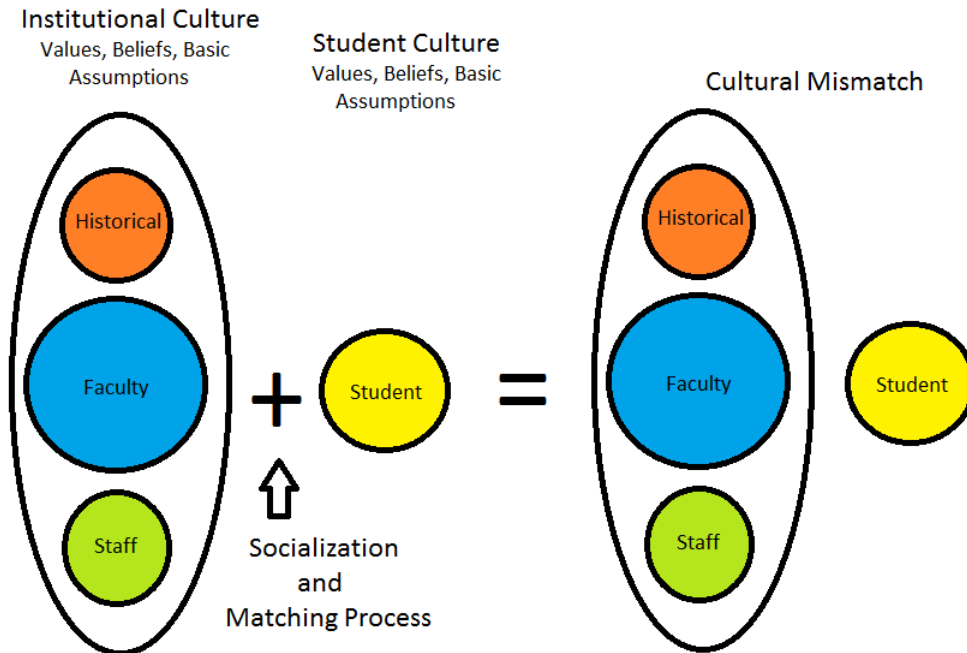 Institutional Culture
Values, Beliefs, Basic
Assumptions
Student Culture
Values, Beliefs, Basic
Assumptions
Cultural Mismatch
Historical
Faculty
Staff
+
Student
=
Historical
Faculty
Staff
Student
Socialization
and
Matching Process